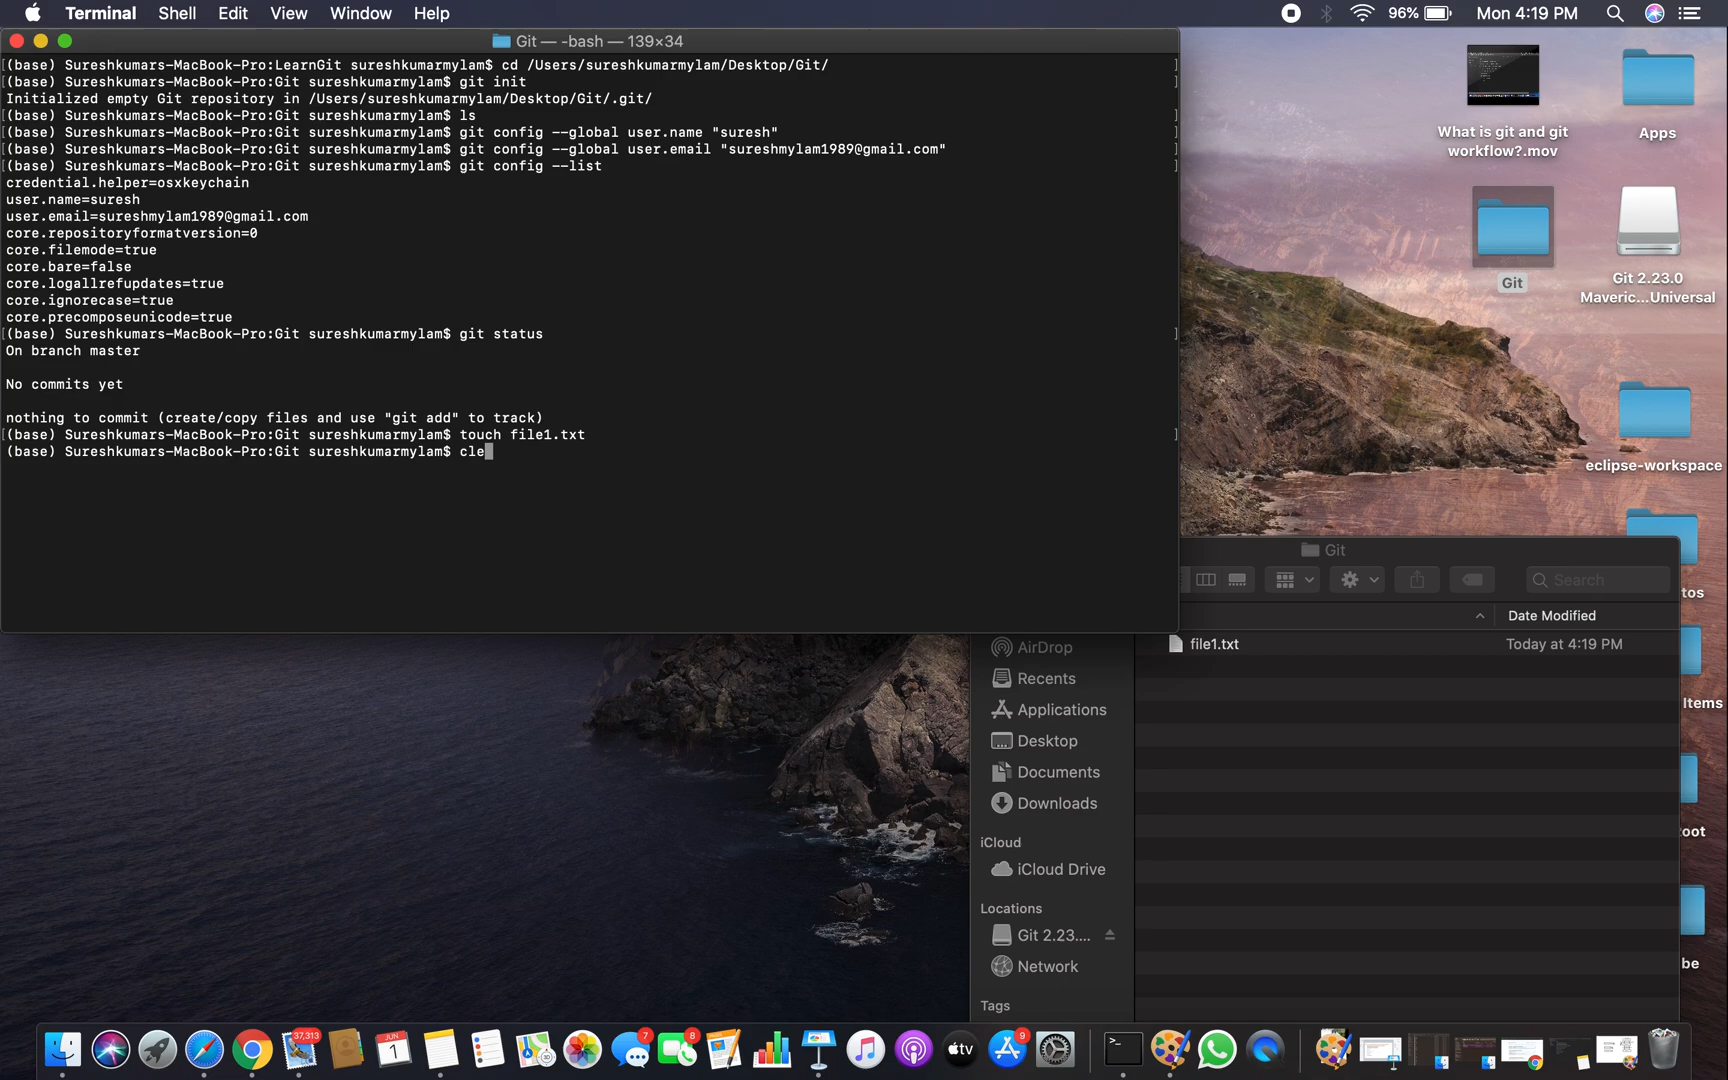 Terminal Shell Edit View Window Help 96% Mon 4:19 PM
Git — -bash — 139×34
[(base) Sureshkumars-MacBook-Pro:LearnGit sureshkumarmylam$ cd /Users/sureshkumarmylam/Desktop/Git/ ]
[(base) Sureshkumars-MacBook-Pro:Git sureshkumarmylam$ git init ]
Initialized empty Git repository in /Users/sureshkumarmylam/Desktop/Git/.git/
[(base) Sureshkumars-MacBook-Pro:Git sureshkumarmylam$ ls ]
[(base) Sureshkumars-MacBook-Pro:Git sureshkumarmylam$ git config --global user.name "suresh" ]
[(base) Sureshkumars-MacBook-Pro:Git sureshkumarmylam$ git config --global user.email "sureshmylam1989@gmail.com" ]
[(base) Sureshkumars-MacBook-Pro:Git sureshkumarmylam$ git config --list ]
credential.helper=osxkeychain
user.name=suresh
user.email=sureshmylam1989@gmail.com
core.repositoryformatversion=0
core.filemode=true
core.bare=false
core.logallrefupdates=true
core.ignorecase=true
core.precomposeunicode=true
[(base) Sureshkumars-MacBook-Pro:Git sureshkumarmylam$ git status ]
On branch master
No commits yet
nothing to commit (create/copy files and use "git add" to track)
[(base) Sureshkumars-MacBook-Pro:Git sureshkumarmylam$ touch file1.txt ]
(base) Sureshkumars-MacBook-Pro:Git sureshkumarmylam$ cle
What is git and git
workflow?.mov
Apps
Git
Git 2.23.0
Maveric...Universal
eclipse-workspace
tos
Items
oot
be
Git
Search
Date Modified
file1.txt Today at 4:19 PM
AirDrop
Recents
Applications
Desktop
Documents
Downloads
iCloud
iCloud Drive
Locations
Git 2.23....
Network
Tags
37,313
JUN
1
7
8
tv
9